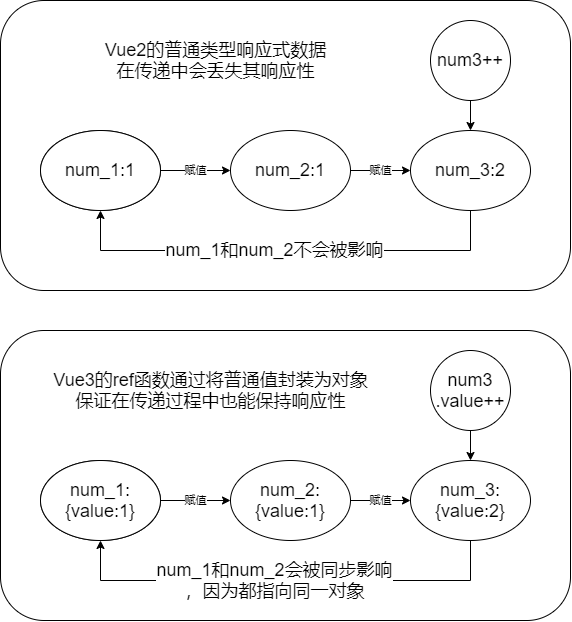 Vue2的普通类型响应式数据
在传递中会丢失其响应性
num3++
num_1:1
赋值
num_2:1
赋值
num_3:2
num_1和num_2不会被影响
Vue3的ref函数通过将普通值封装为对象
保证在传递过程中也能保持响应性
num3
.value++
num_1:
{value:1}
赋值
num_2:
{value:1}
赋值
num_3:
{value:2}
num_1和num_2会被同步影响
，因为都指向同一对象